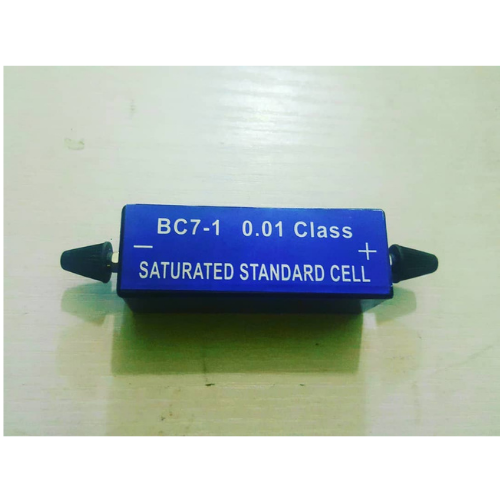 BC7-1 0.01 Class
− +
SATURATED STANDARD CELL